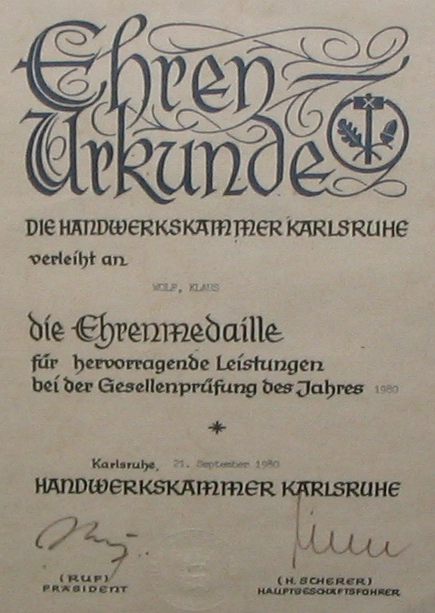 Ehren
Urkunde
DIE HANDWERKSKAMMER KARLSRUHE
verleiht an
WOLF, KLAUS
die Ehrenmedaille
für hervorragende Leistungen
bei der Gesellenprüfung des Jahres 1980
Karlsruhe, 21. September 1980
HANDWERKSKAMMER KARLSRUHE
(RUF)
PRÄSIDENT
(H. SCHERER)
HAUPTGESCHÄFTSFÜHRER